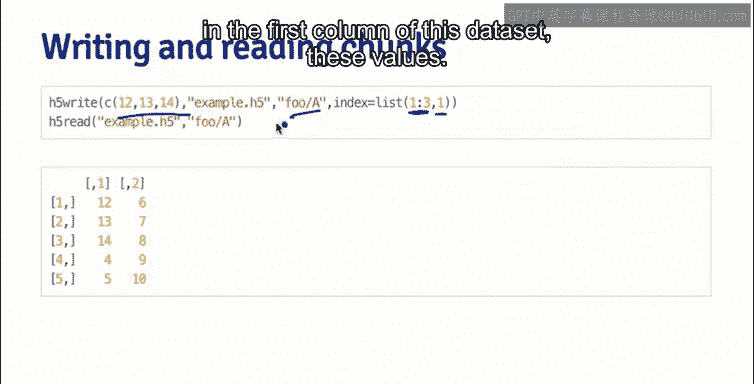 in the first column of this dataset,
these values.
Writing and reading chunks
h5write(c(12,13,14),"example.h5","foo/A",index=list(1:3,1))
h5read("example.h5","foo/A")
[,1] [,2]
[1,] 12 6
[2,] 13 7
[3,] 14 8
[4,] 4 9
[5,] 5 10